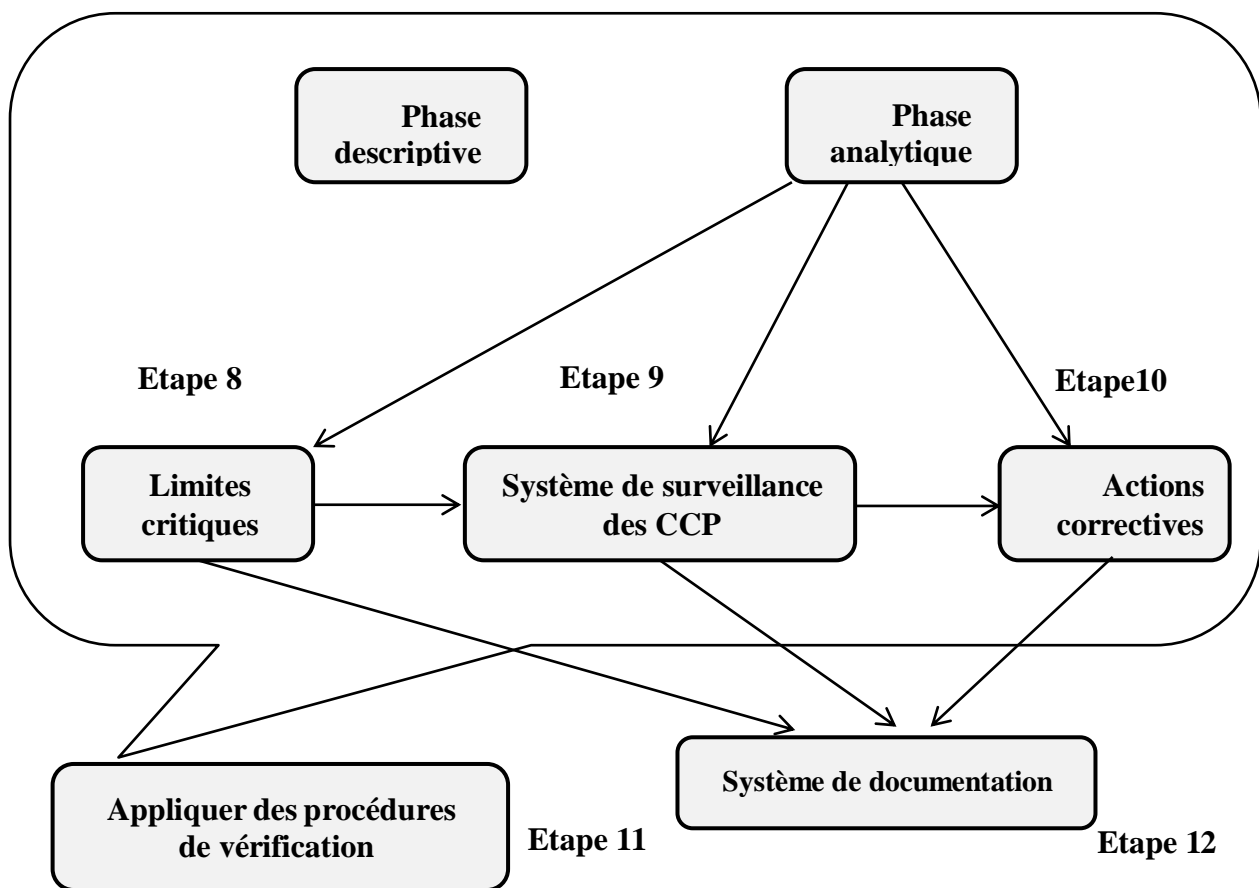 Phase
descriptive
Phase
analytique
Etape 8
Etape 9
Etape10
Limites
critiques
Système de surveillance
des CCP
Actions
correctives
Système de documentation
Appliquer des procédures
de vérification
Etape 11
Etape 12